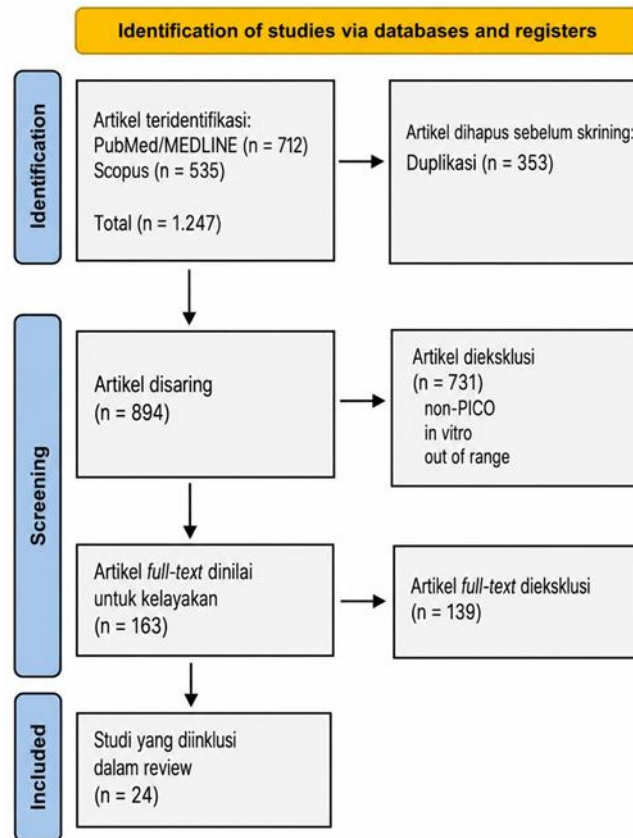 Identification of studies via databases and registers
Identification
Artikel teridentifikasi:
PubMed/MEDLINE (n = 712)
Scopus (n = 535)
Total (n = 1.247)
Artikel dihapus sebelum skrining:
Duplikasi (n = 353)
Screening
Artikel disaring
(n = 894)
Artikel dieksklusi
(n = 731)
non-PICO
in vitro
out of range
Artikel full-text dinilai
untuk kelayakan
(n = 163)
Artikel full-text dieksklusi
(n = 139)
Included
Studi yang diinklusi
dalam review
(n = 24)